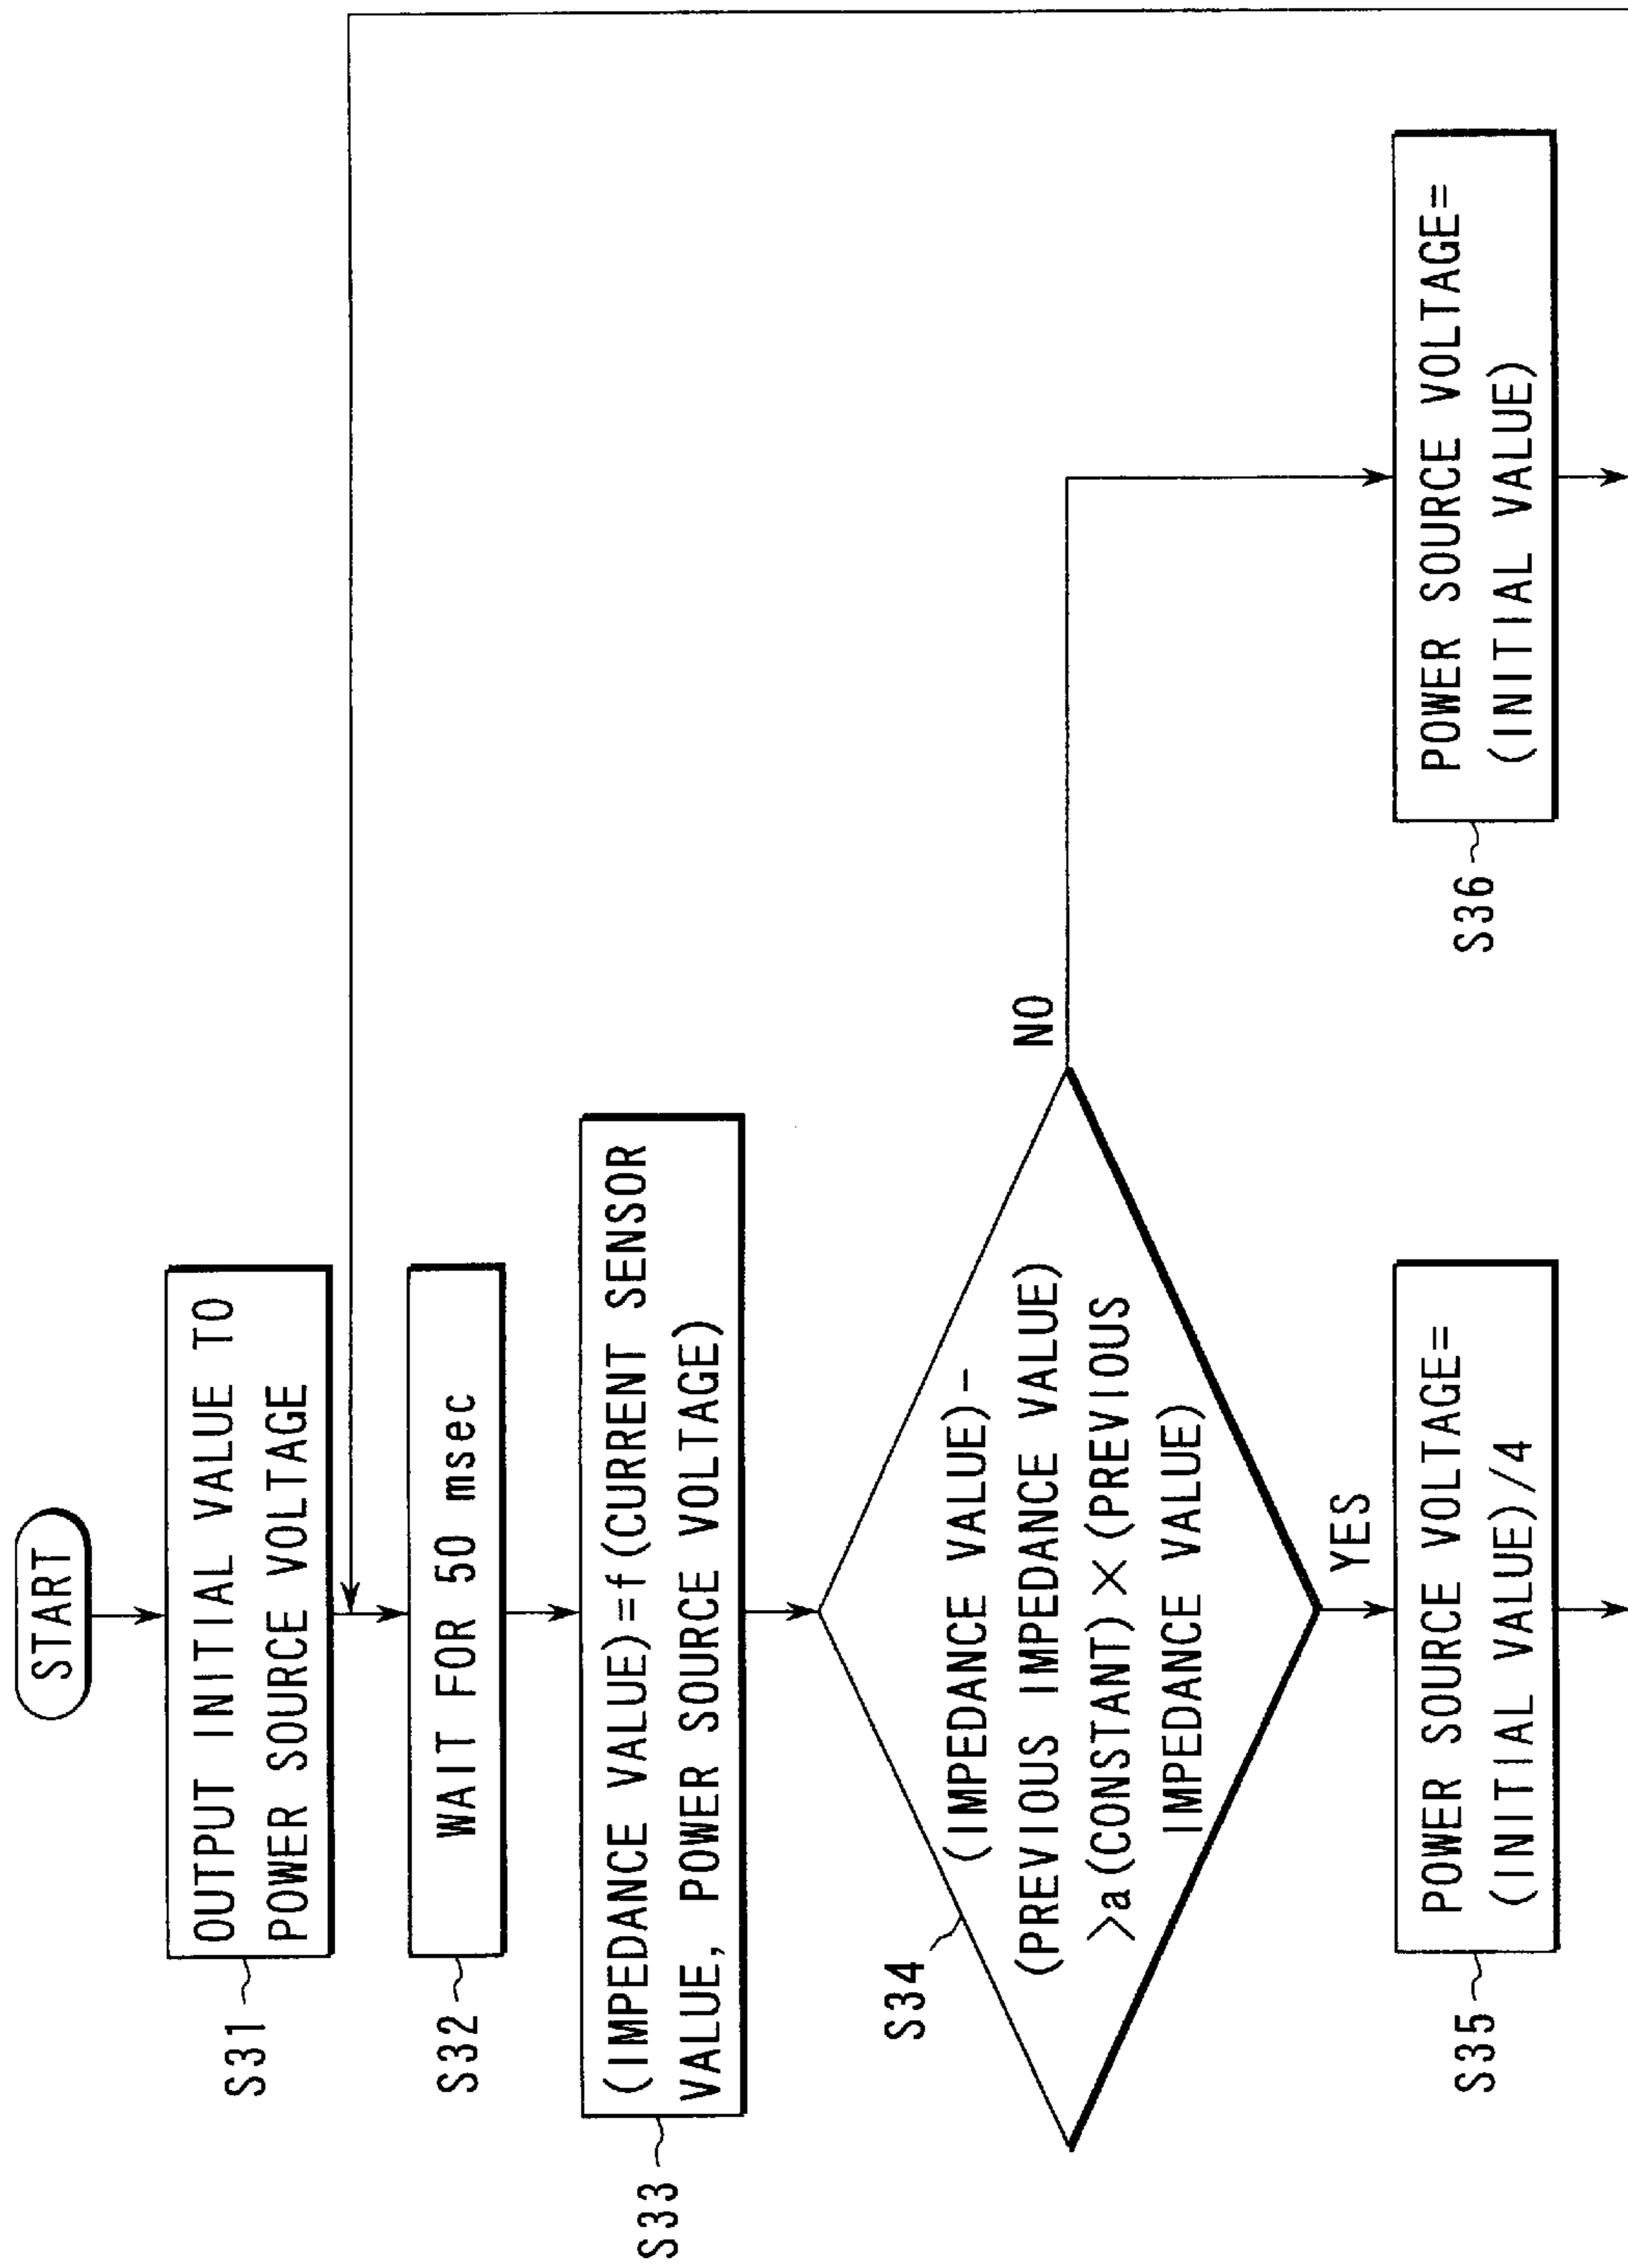 START
S31
OUTPUT INITIAL VALUE TO
POWER SOURCE VOLTAGE
S32
WAIT FOR 50 msec
S33
(IMPEDANCE VALUE)=f(CURRENT SENSOR
VALUE, POWER SOURCE VOLTAGE)
S34
(IMPEDANCE VALUE)-
(PREVIOUS IMPEDANCE VALUE)
>a(CONSTANT)×(PREVIOUS
IMPEDANCE VALUE)
NO
YES
S35
POWER SOURCE VOLTAGE=
(INITIAL VALUE)/4
S36
POWER SOURCE VOLTAGE=
(INITIAL VALUE)